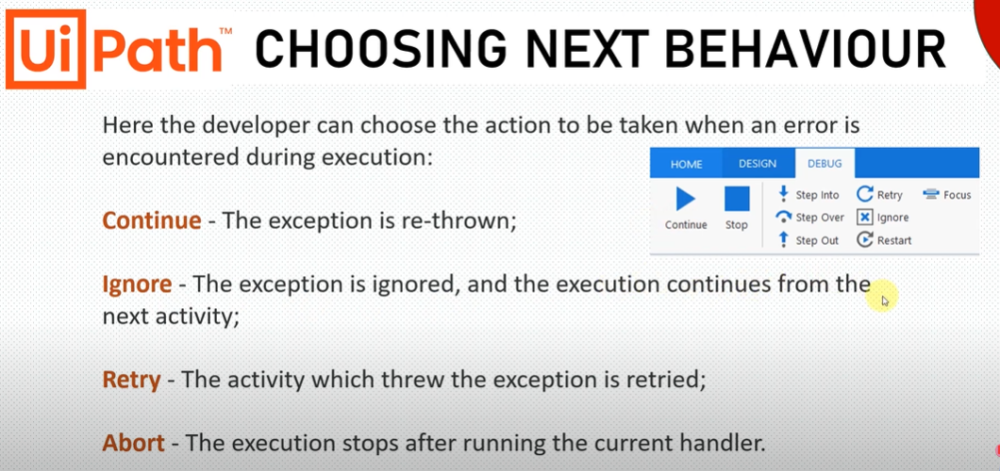 UiPath™ CHOOSING NEXT BEHAVIOUR
Here the developer can choose the action to be taken when an error is
encountered during execution:
HOME DESIGN DEBUG
Continue Stop
Step Into Retry Focus
Step Over Ignore
Step Out Restart
Continue - The exception is re-thrown;
Ignore - The exception is ignored, and the execution continues from the
next activity;
Retry - The activity which threw the exception is retried;
Abort - The execution stops after running the current handler.